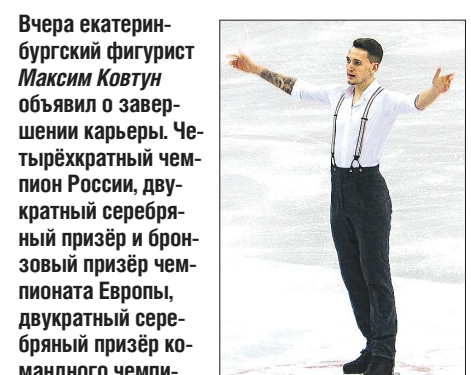 Вчера екатерин-
бургский фигурист
Максим Ковтун
объявил о завер-
шении карьеры. Че-
тырёхкратный чем-
пион России, дву-
кратный серебря-
ный призёр и брон-
зовый призёр чем-
пионата Европы,
двукратный сере-
бряный призёр ко-
мандного чемпи-